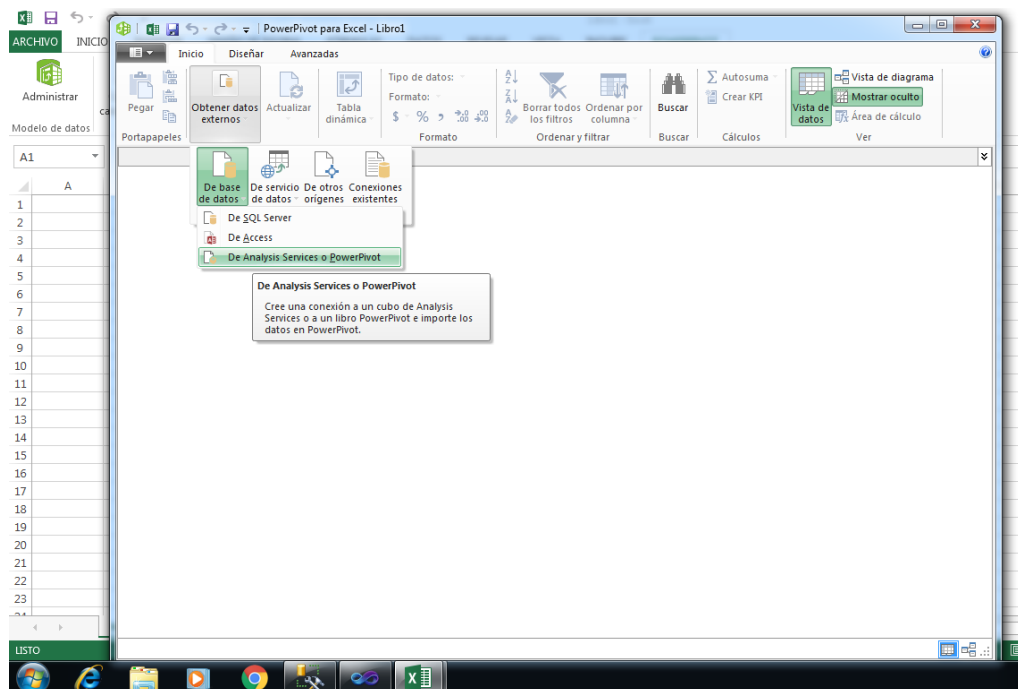 PowerPivot para Excel - Libro1
ARCHIVO INICIO
Inicio Diseñar Avanzadas
Administrar
Modelo de datos
ca
Pegar
Portapapeles
Obtener datos externos
Actualizar
Tabla dinámica
Tipo de datos:
Formato:
$ % ,
Formato
Borrar todos los filtros
Ordenar por columna
Ordenar y filtrar
Buscar
Buscar
Autosuma
Crear KPI
Cálculos
Vista de datos
Vista de diagrama
Mostrar oculto
Área de cálculo
Ver
A1
A
De base de datos
De servicio de datos
De otros orígenes
Conexiones existentes
De SQL Server
De Access
De Analysis Services o PowerPivot
De Analysis Services o PowerPivot
Cree una conexión a un cubo de Analysis
Services o a un libro PowerPivot e importe los
datos en PowerPivot.
1
2
3
4
5
6
7
8
9
10
11
12
13
14
15
16
17
18
19
20
21
22
23
LISTO